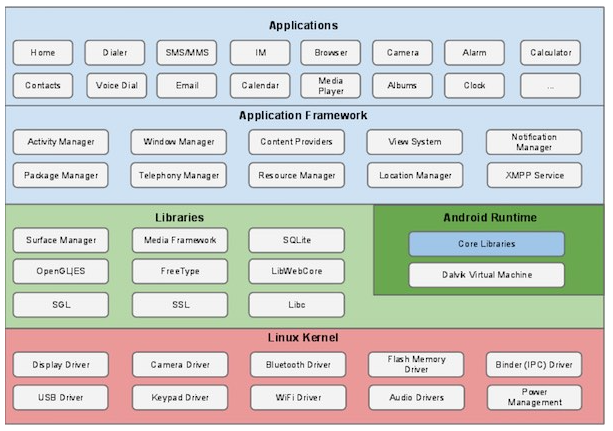 Applications
Home
Dialer
SMS/MMS
IM
Browser
Camera
Alarm
Calculator
Contacts
Voice Dial
Email
Calendar
Media
Player
Albums
Clock
...
Application Framework
Activity Manager
Window Manager
Content Providers
View System
Notification
Manager
Package Manager
Telephony Manager
Resource Manager
Location Manager
XMPP Service
Libraries
Surface Manager
Media Framework
SQLite
OpenGL|ES
FreeType
LibWebCore
SGL
SSL
Libc
Android Runtime
Core Libraries
Dalvik Virtual Machine
Linux Kernel
Display Driver
Camera Driver
Bluetooth Driver
Flash Memory
Driver
Binder (IPC) Driver
USB Driver
Keypad Driver
WiFi Driver
Audio Drivers
Power
Management